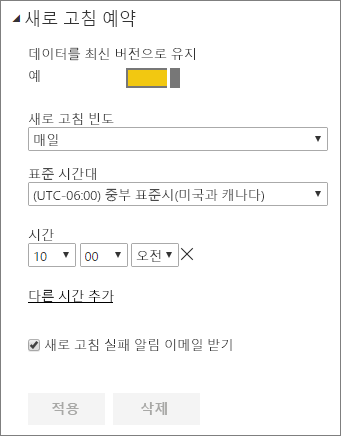 새로 고침 예약
데이터를 최신 버전으로 유지
예
새로 고침 빈도
매일
표준 시간대
(UTC-06:00) 중부 표준시(미국과 캐나다)
시간
10 00 오전
다른 시간 추가
새로 고침 실패 알림 이메일 받기
적용 삭제